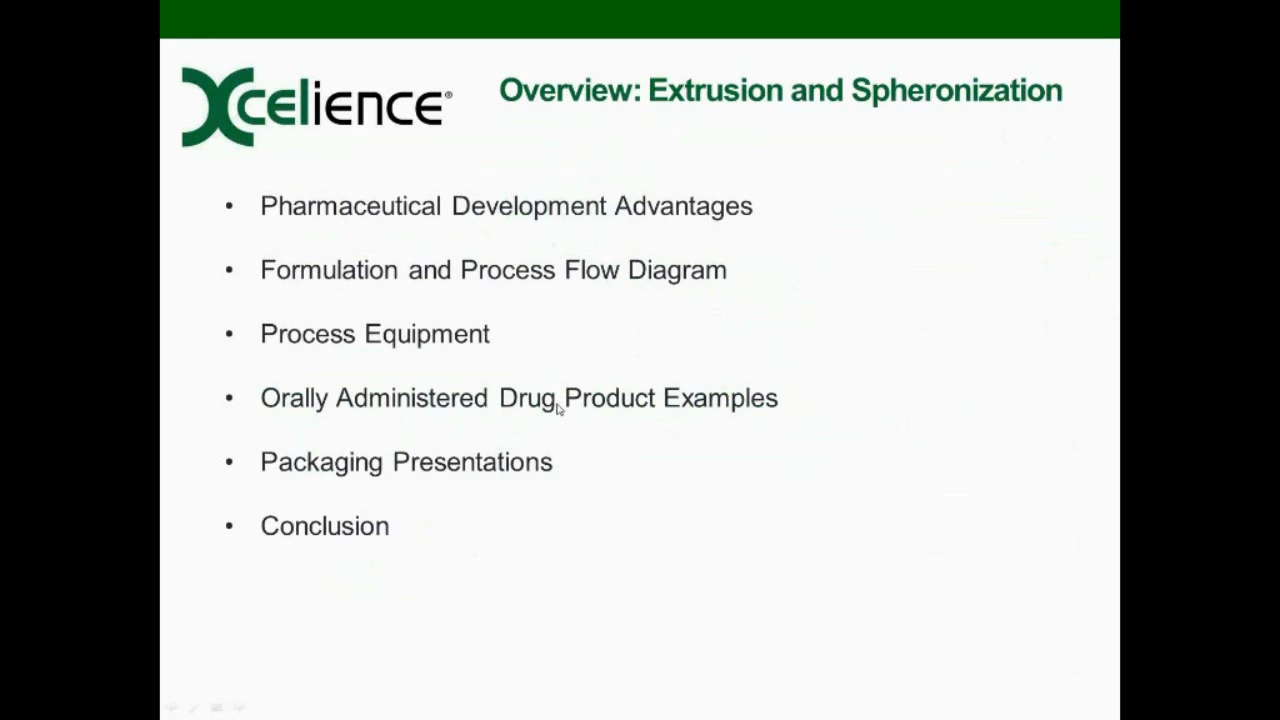 Xcelience®
Overview: Extrusion and Spheronization
• Pharmaceutical Development Advantages
• Formulation and Process Flow Diagram
• Process Equipment
• Orally Administered Drug Product Examples
• Packaging Presentations
• Conclusion